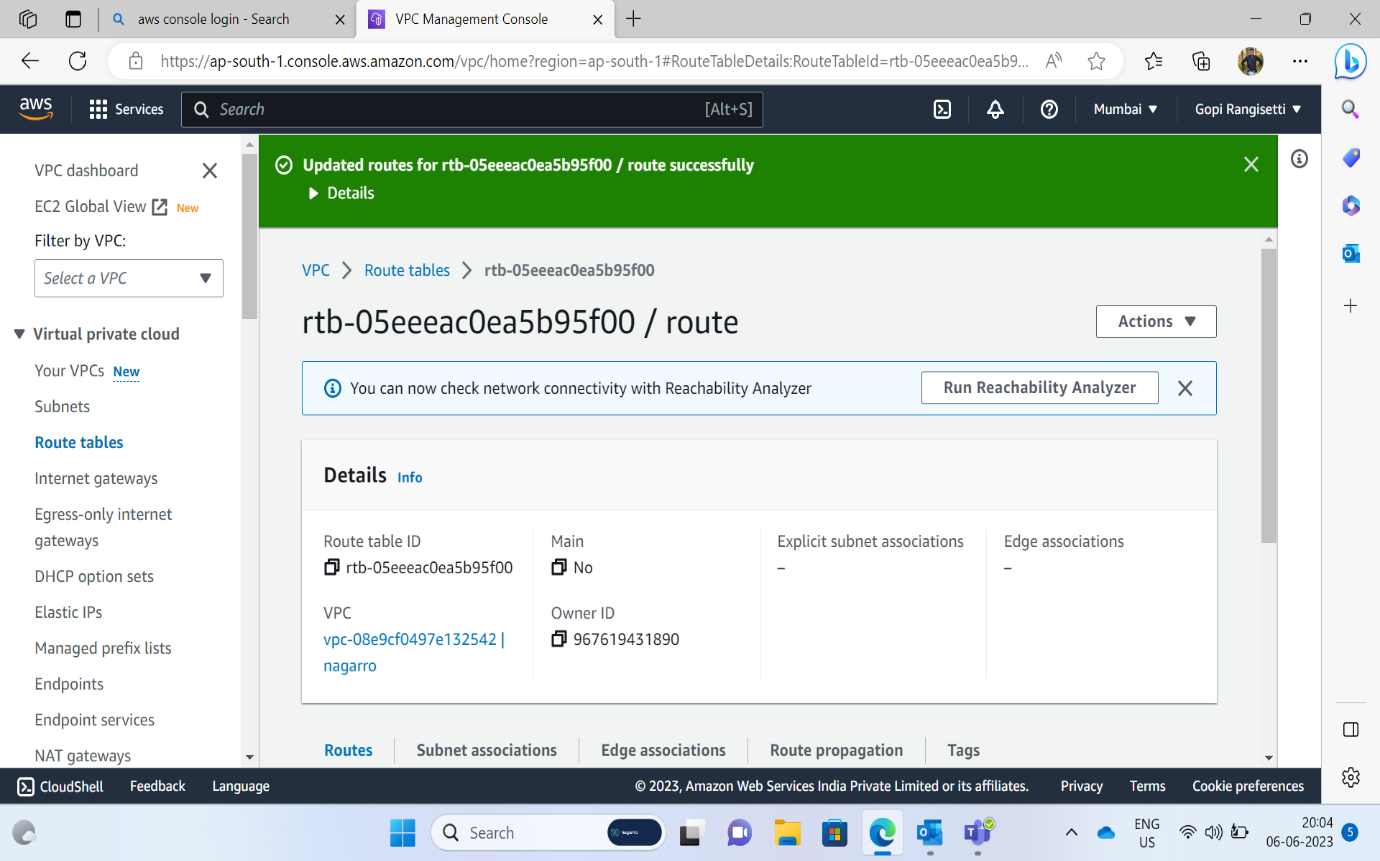 aws console login - Search
VPC Management Console
https://ap-south-1.console.aws.amazon.com/vpc/home?region=ap-south-1#RouteTableDetails:RouteTableId=rtb-05eeeac0ea5b9...
aws
Services
Search
[Alt+S]
Mumbai
Gopi Rangisetti
VPC dashboard
EC2 Global View New
Filter by VPC:
Select a VPC
Virtual private cloud
Your VPCs New
Subnets
Route tables
Internet gateways
Egress-only internet
gateways
DHCP option sets
Elastic IPs
Managed prefix lists
Endpoints
Endpoint services
NAT gateways
Updated routes for rtb-05eeeac0ea5b95f00 / route successfully
Details
VPC > Route tables > rtb-05eeeac0ea5b95f00
rtb-05eeeac0ea5b95f00 / route
Actions
You can now check network connectivity with Reachability Analyzer
Run Reachability Analyzer
Details Info
Route table ID
rtb-05eeeac0ea5b95f00
Main
No
Explicit subnet associations
–
Edge associations
–
VPC
vpc-08e9cf0497e132542 |
nagarro
Owner ID
967619431890
Routes
Subnet associations
Edge associations
Route propagation
Tags
CloudShell
Feedback
Language
© 2023, Amazon Web Services India Private Limited or its affiliates.
Privacy
Terms
Cookie preferences
Search
nagarro
ENG
US
20:04
06-06-2023
5